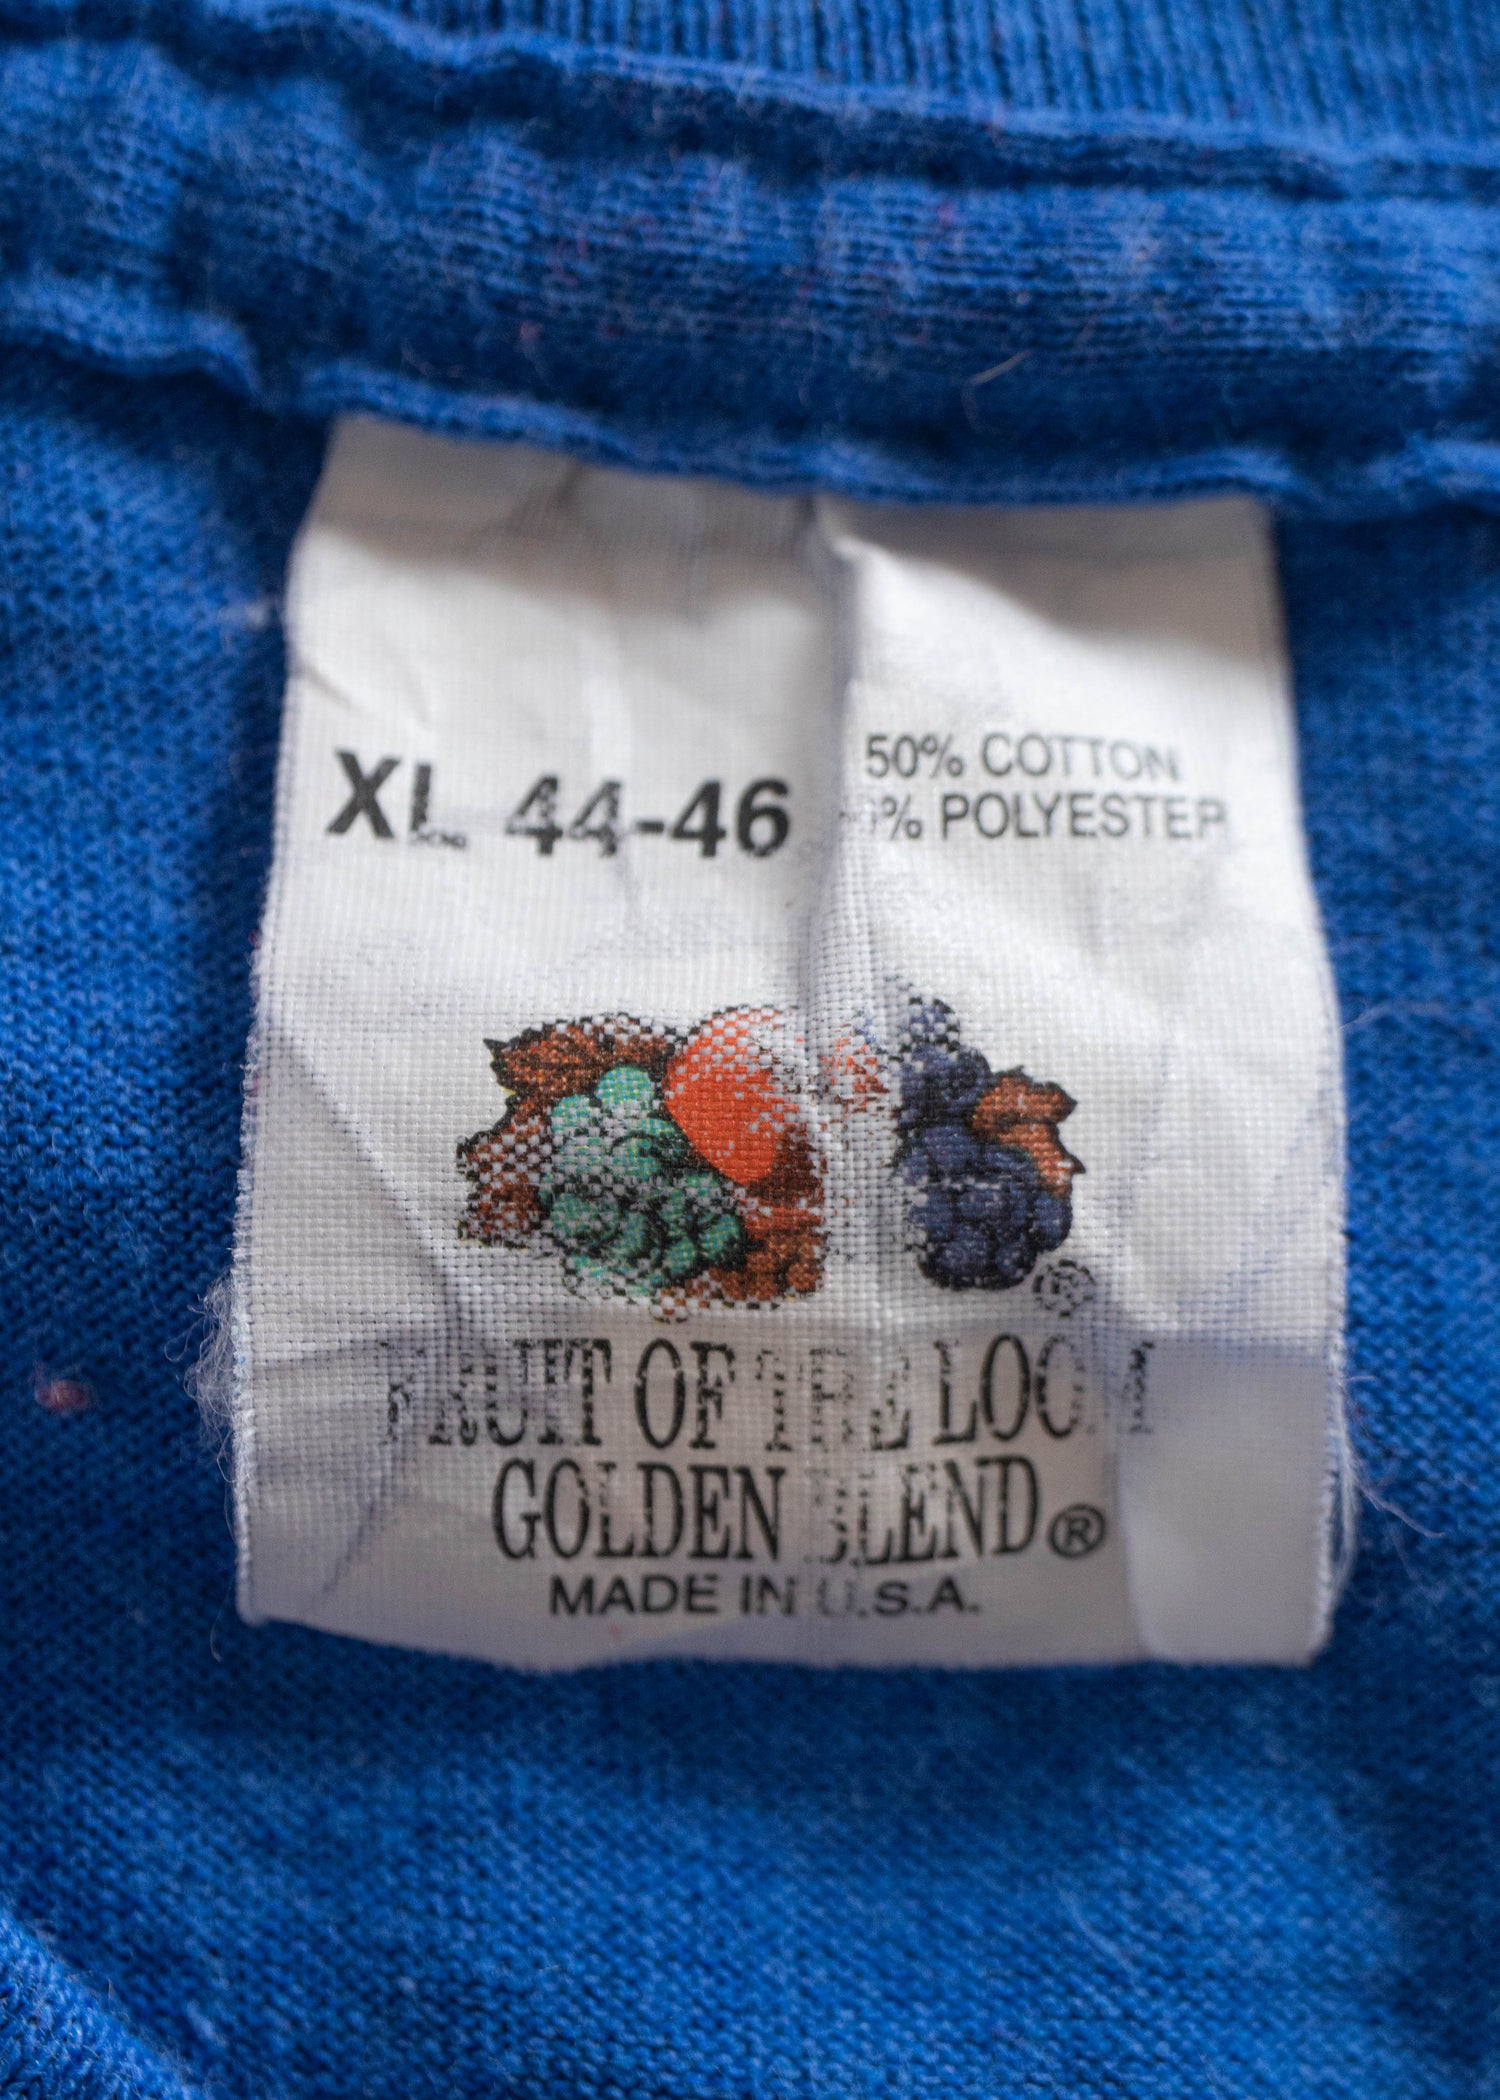 XL 44-46
50% COTTON
% POLYESTER
FRUIT OF THE LOOM
GOLDEN BLEND®
MADE IN U.S.A.